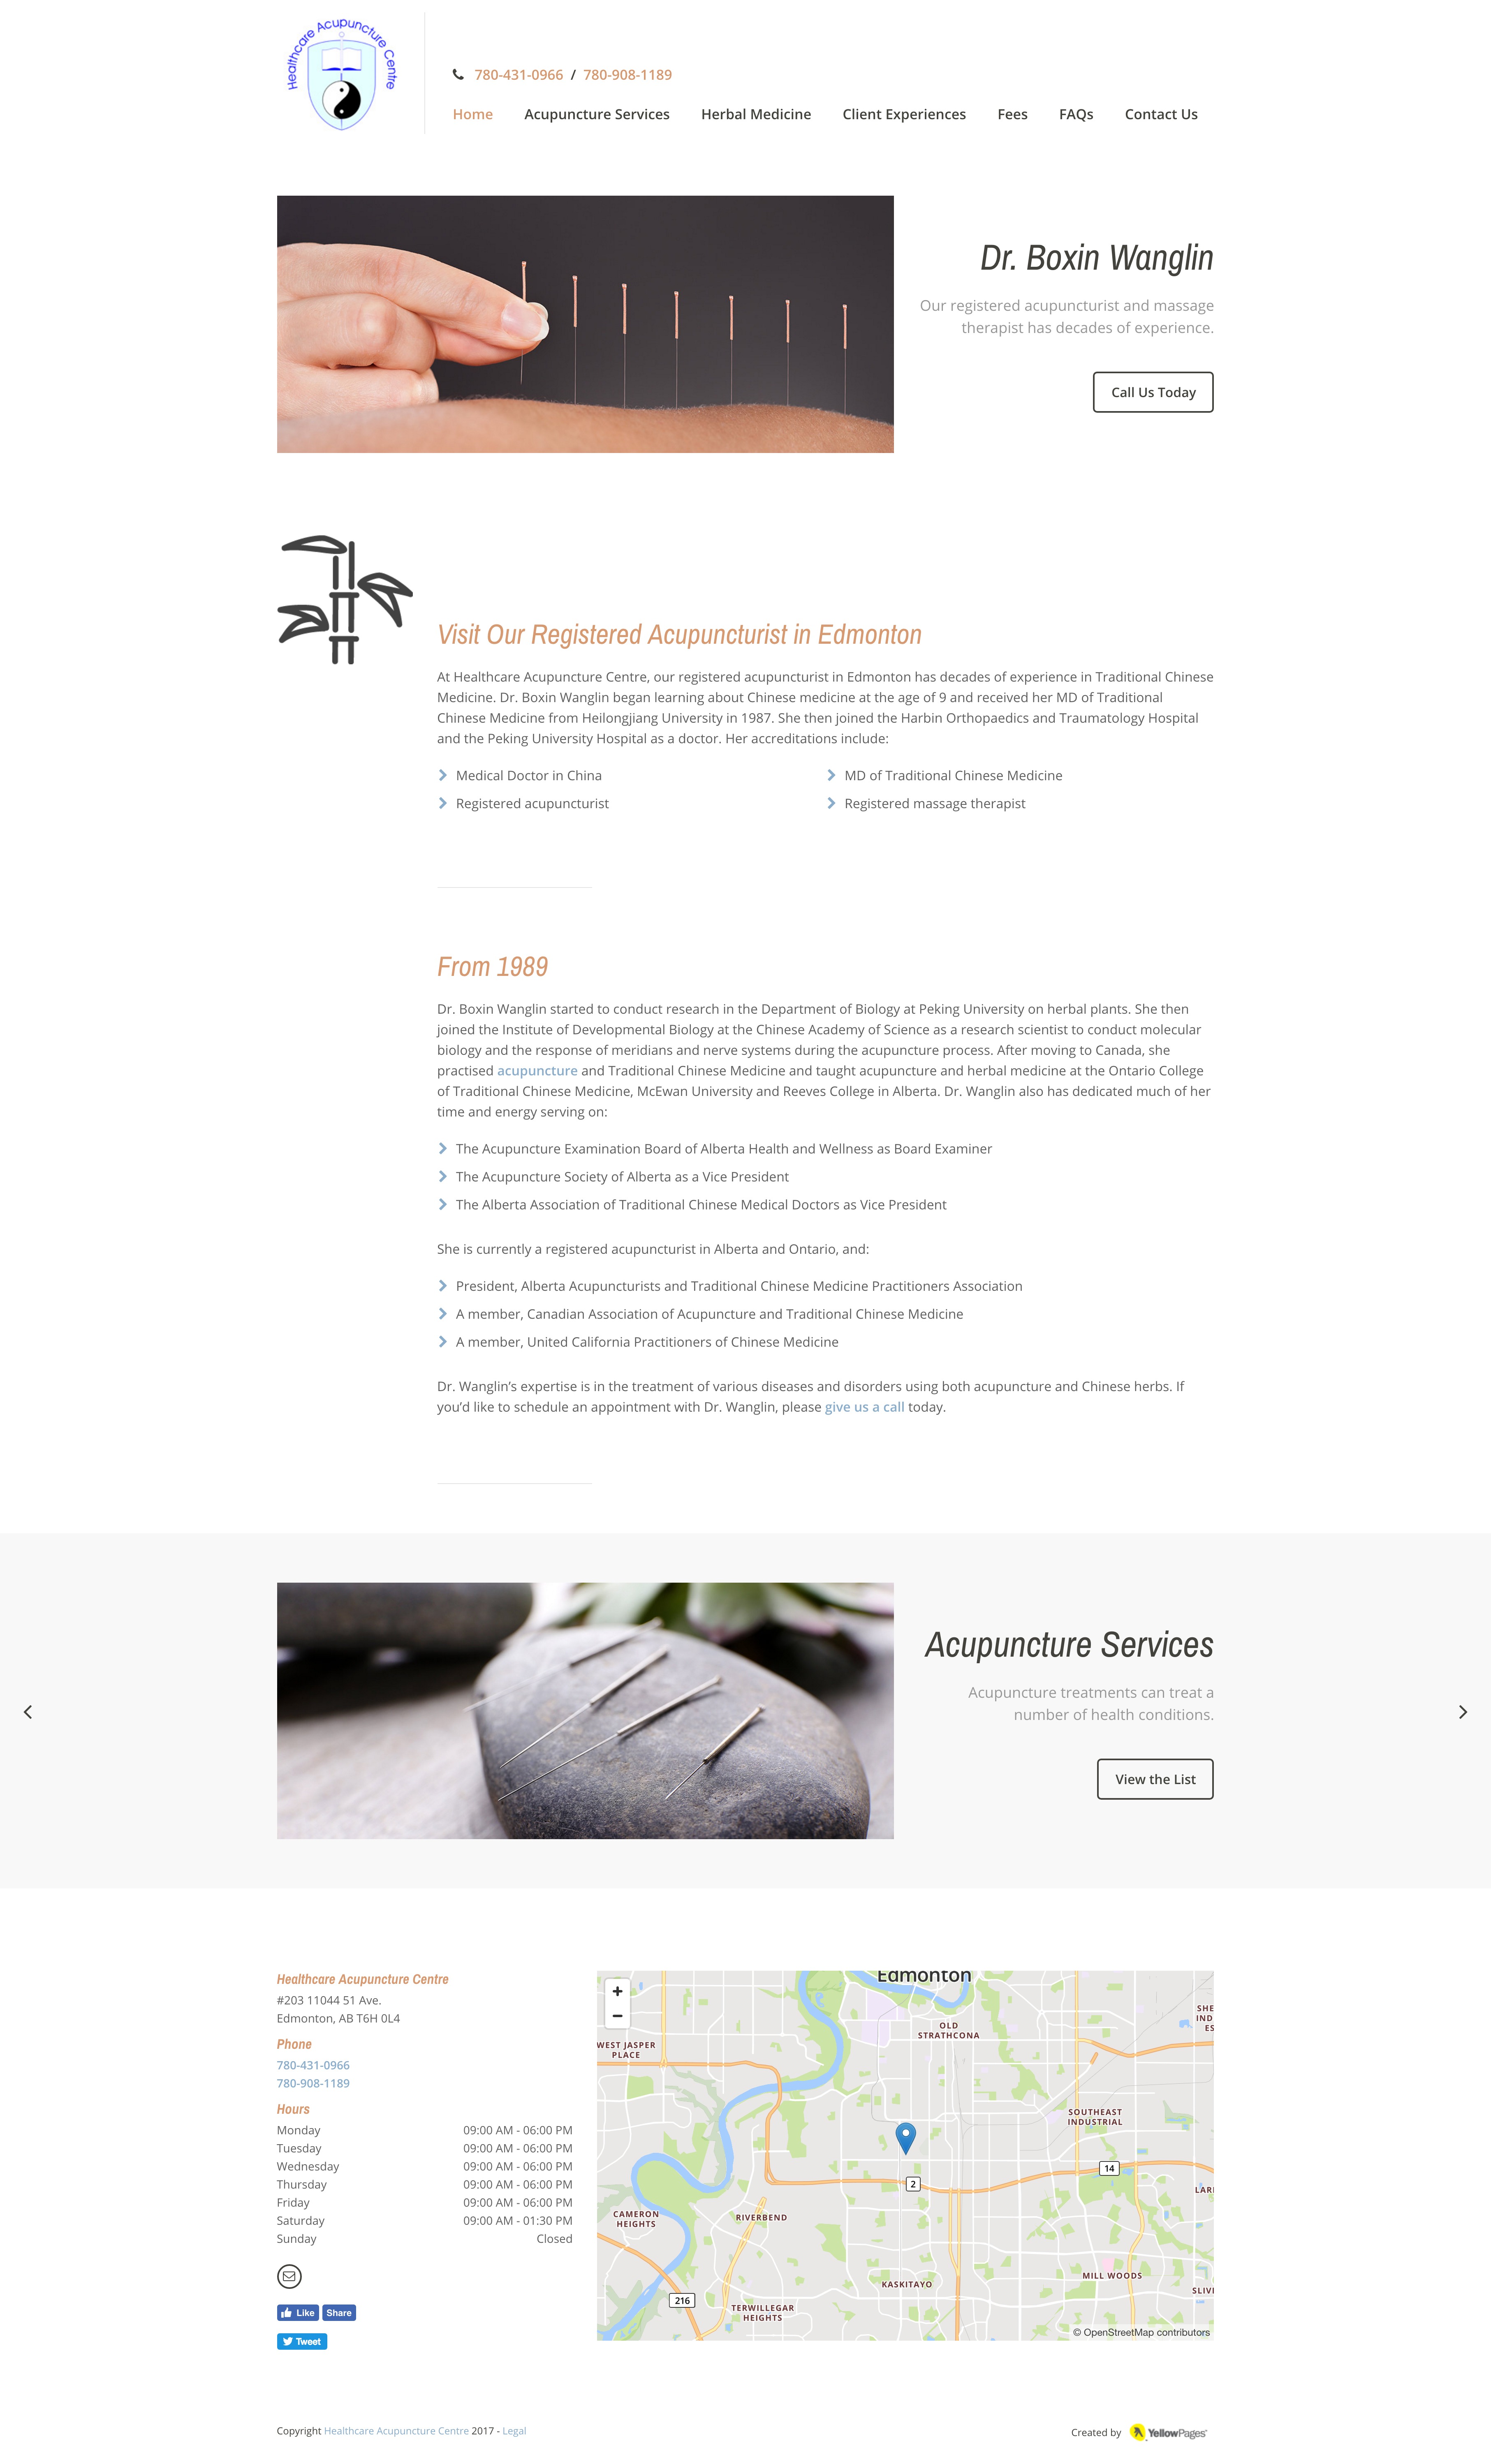 Healthcare Acupuncture Centre
780-431-0966 / 780-908-1189
Home Acupuncture Services Herbal Medicine Client Experiences Fees FAQs Contact Us
Dr. Boxin Wanglin
Our registered acupuncturist and massage
therapist has decades of experience.
Call Us Today
Visit Our Registered Acupuncturist in Edmonton
At Healthcare Acupuncture Centre, our registered acupuncturist in Edmonton has decades of experience in Traditional Chinese
Medicine. Dr. Boxin Wanglin began learning about Chinese medicine at the age of 9 and received her MD of Traditional
Chinese Medicine from Heilongjiang University in 1987. She then joined the Harbin Orthopaedics and Traumatology Hospital
and the Peking University Hospital as a doctor. Her accreditations include:
Medical Doctor in China
MD of Traditional Chinese Medicine
Registered acupuncturist
Registered massage therapist
From 1989
Dr. Boxin Wanglin started to conduct research in the Department of Biology at Peking University on herbal plants. She then
joined the Institute of Developmental Biology at the Chinese Academy of Science as a research scientist to conduct molecular
biology and the response of meridians and nerve systems during the acupuncture process. After moving to Canada, she
practised acupuncture and Traditional Chinese Medicine and taught acupuncture and herbal medicine at the Ontario College
of Traditional Chinese Medicine, McEwan University and Reeves College in Alberta. Dr. Wanglin also has dedicated much of her
time and energy serving on:
The Acupuncture Examination Board of Alberta Health and Wellness as Board Examiner
The Acupuncture Society of Alberta as a Vice President
The Alberta Association of Traditional Chinese Medical Doctors as Vice President
She is currently a registered acupuncturist in Alberta and Ontario, and:
President, Alberta Acupuncturists and Traditional Chinese Medicine Practitioners Association
A member, Canadian Association of Acupuncture and Traditional Chinese Medicine
A member, United California Practitioners of Chinese Medicine
Dr. Wanglin's expertise is in the treatment of various diseases and disorders using both acupuncture and Chinese herbs. If
you'd like to schedule an appointment with Dr. Wanglin, please give us a call today.
Acupuncture Services
Acupuncture treatments can treat a
number of health conditions.
View the List
Healthcare Acupuncture Centre
#203 11044 51 Ave.
Edmonton, AB T6H 0L4
Phone
780-431-0966
780-908-1189
Hours
Monday 09:00 AM - 06:00 PM
Tuesday 09:00 AM - 06:00 PM
Wednesday 09:00 AM - 06:00 PM
Thursday 09:00 AM - 06:00 PM
Friday 09:00 AM - 06:00 PM
Saturday 09:00 AM - 01:30 PM
Sunday Closed
Like Share
Tweet
Edmonton
+
−
OLD
STRATHCONA
SHE
IND
ES
WEST JASPER
PLACE
SOUTHEAST
INDUSTRIAL
14
2
LARI
CAMERON
HEIGHTS
RIVERBEND
MILL WOODS
KASKITAYO
SLIVE
216
TERWILLEGAR
HEIGHTS
© OpenStreetMap contributors
Copyright Healthcare Acupuncture Centre 2017 - Legal
Created by YellowPages